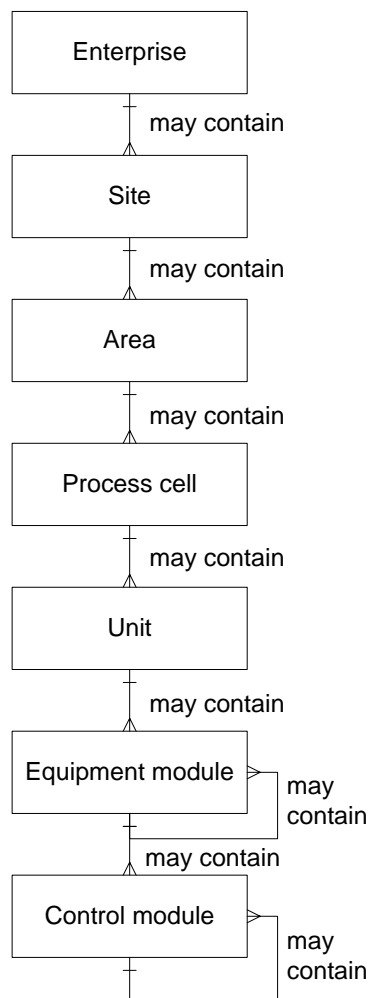 Enterprise
may contain
Site
may contain
Area
may contain
Process cell
may contain
Unit
may contain
Equipment module
may
contain
may contain
Control module
may
contain